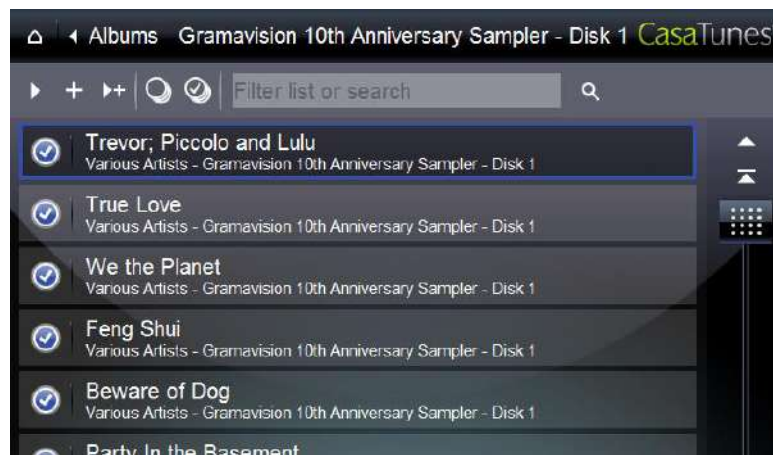 Albums Gramavision 10th Anniversary Sampler - Disk 1 CasaTunes
Filter list or search
Trevor; Piccolo and Lulu
Various Artists - Gramavision 10th Anniversary Sampler - Disk 1
True Love
Various Artists - Gramavision 10th Anniversary Sampler - Disk 1
We the Planet
Various Artists - Gramavision 10th Anniversary Sampler - Disk 1
Feng Shui
Various Artists - Gramavision 10th Anniversary Sampler - Disk 1
Beware of Dog
Various Artists - Gramavision 10th Anniversary Sampler - Disk 1
Party In the Basement